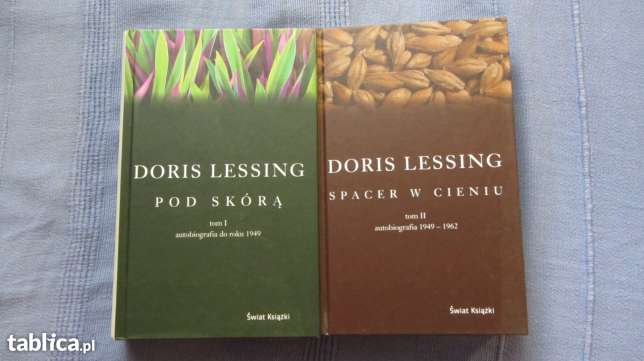 DORIS LESSING
POD SKÓRĄ
tom I
autobiografia do roku 1949
Świat Książki
DORIS LESSING
SPACER W CIENIU
tom II
autobiografia 1949 – 1962
Świat Książki
tablica.pl